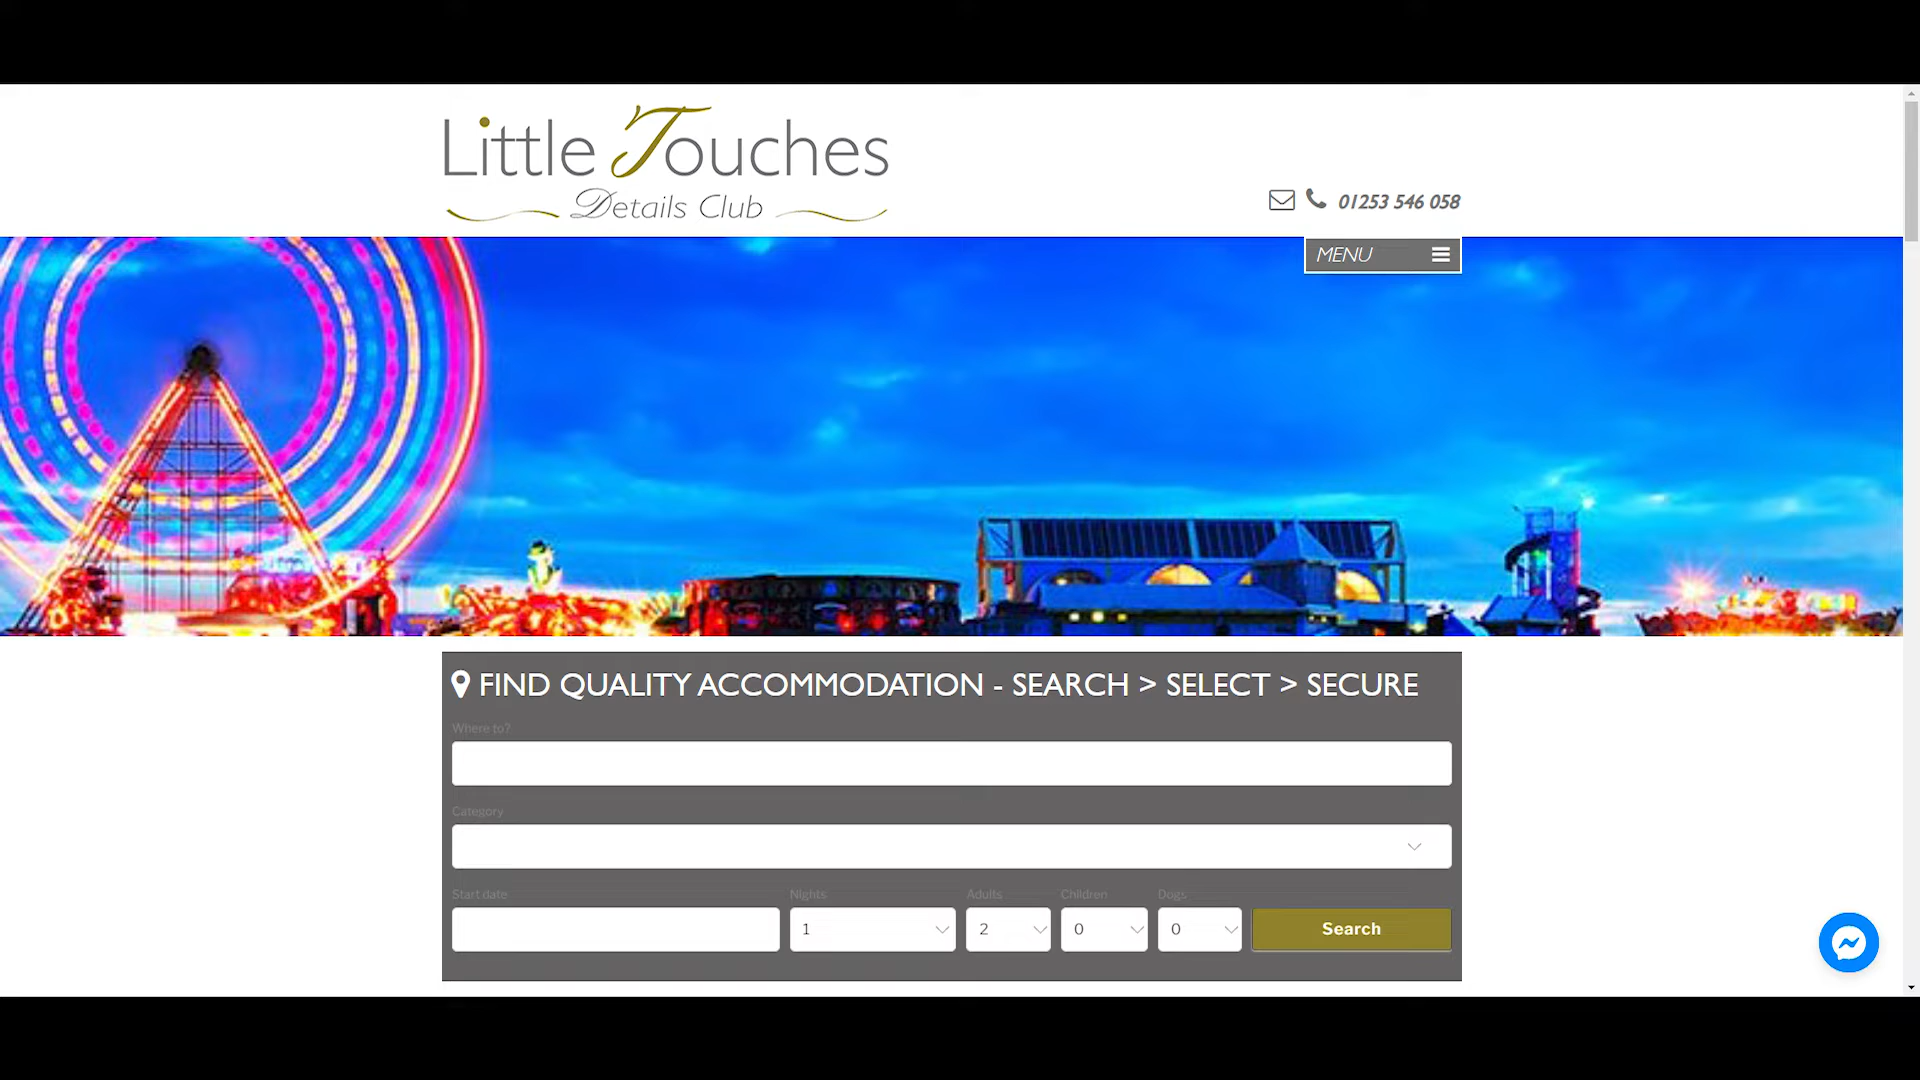 Little Touches
Details Club
01253 546 058
MENU
FIND QUALITY ACCOMMODATION - SEARCH > SELECT > SECURE
Where to?
Category
Start date Nights Adults Children Dogs
1 2 0 0 Search